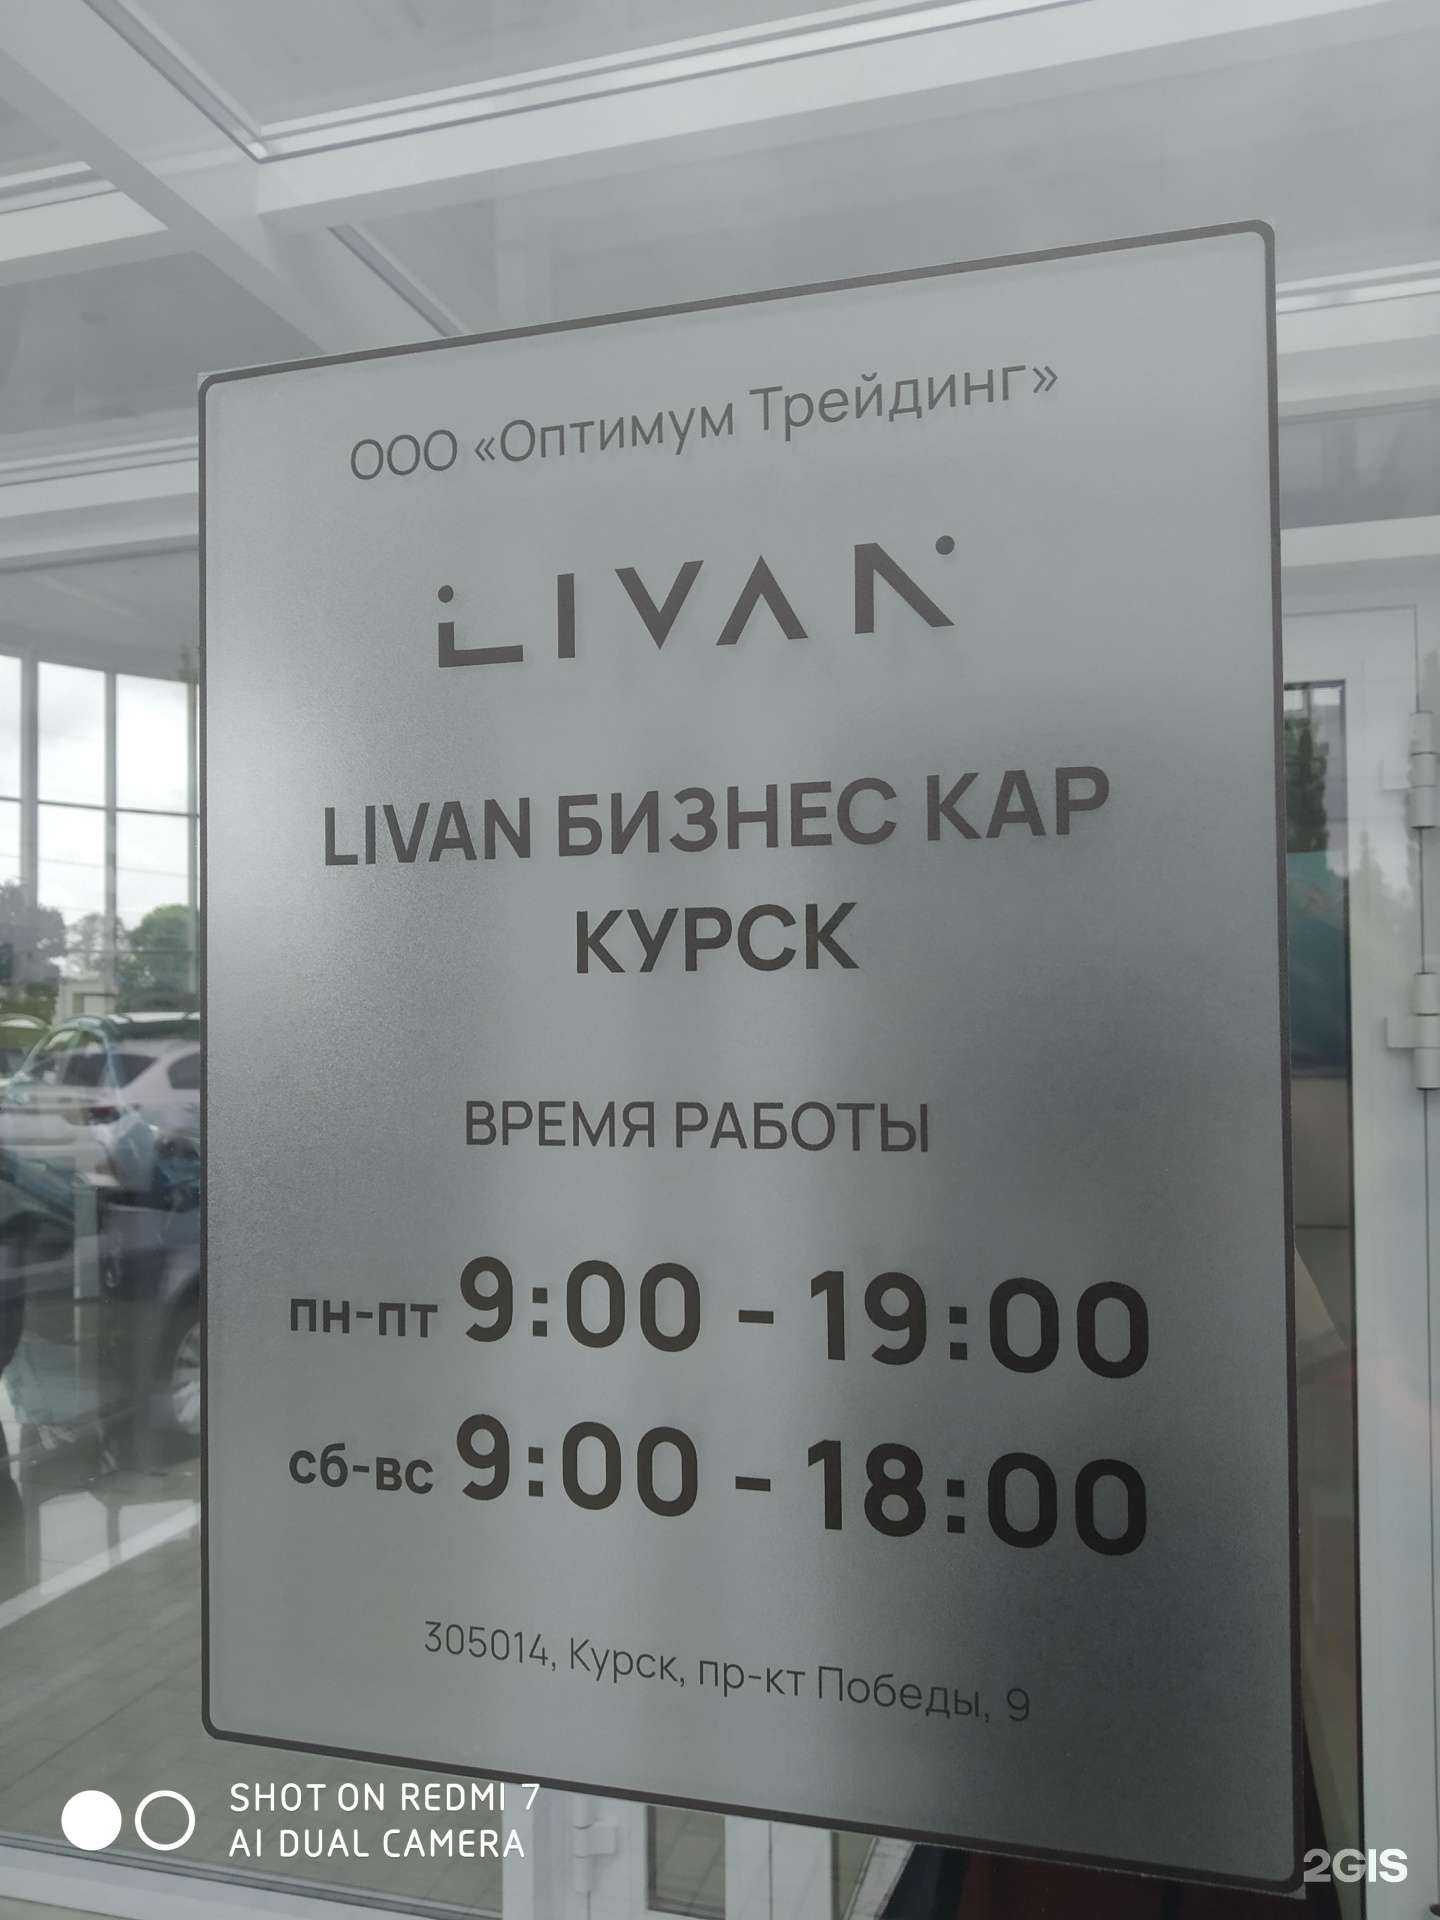 ООО «Оптимум Трейдинг»
LIVAN
LIVAN БИЗНЕС КАР
КУРСК
ВРЕМЯ РАБОТЫ
пн-пт 9:00 - 19:00
сб-вс 9:00 - 18:00
305014, Курск, пр-кт Победы, 9
SHOT ON REDMI 7
AI DUAL CAMERA
2GIS